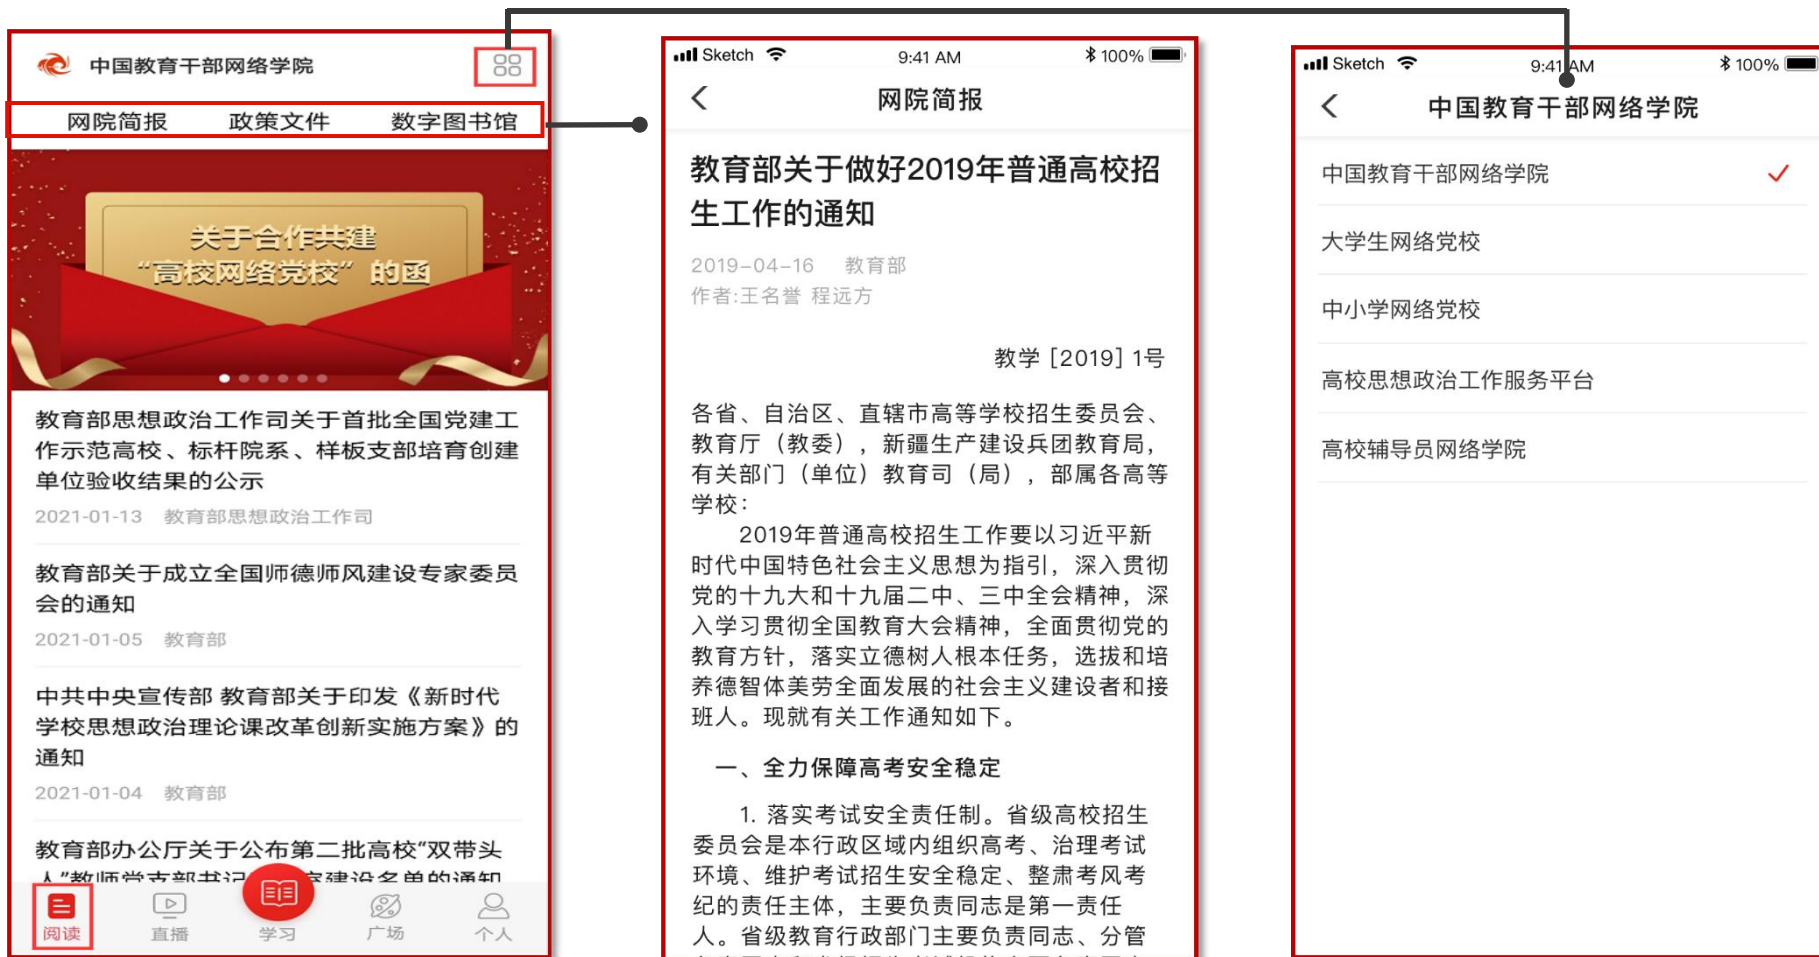 中国教育干部网络学院
网院简报 政策文件 数字图书馆
关于合作共建
“高校网络党校”的函
教育部思想政治工作司关于首批全国党建工
作示范高校、标杆院系、样板支部培育创建
单位验收结果的公示
2021-01-13 教育部思想政治工作司
教育部关于成立全国师德师风建设专家委员
会的通知
2021-01-05 教育部
中共中央宣传部 教育部关于印发《新时代
学校思想政治理论课改革创新实施方案》的
通知
2021-01-04 教育部
教育部办公厅关于公布第二批高校“双带头
人”教师党支部书记
建设名单的通知
阅读 直播 学习 广场 个人
Sketch 9:41 AM 100%
网院简报
教育部关于做好2019年普通高校招
生工作的通知
2019-04-16 教育部
作者:王名誉 程远方
教学 [2019] 1号
各省、自治区、直辖市高等学校招生委员会、
教育厅（教委），新疆生产建设兵团教育局，
有关部门（单位）教育司（局），部属各高等
学校：
2019年普通高校招生工作要以习近平新
时代中国特色社会主义思想为指引，深入贯彻
党的十九大和十九届二中、三中全会精神，深
入学习贯彻全国教育大会精神，全面贯彻党的
教育方针，落实立德树人根本任务，选拔和培
养德智体美劳全面发展的社会主义建设者和接
班人。现就有关工作通知如下。
一、全力保障高考安全稳定
1. 落实考试安全责任制。省级高校招生
委员会是本行政区域内组织高考、治理考试
环境、维护考试招生安全稳定、整肃考风考
纪的责任主体，主要负责同志是第一责任
人。省级教育行政部门主要负责同志、分管
Sketch 9:41 AM 100%
中国教育干部网络学院
中国教育干部网络学院
大学生网络党校
中小学网络党校
高校思想政治工作服务平台
高校辅导员网络学院